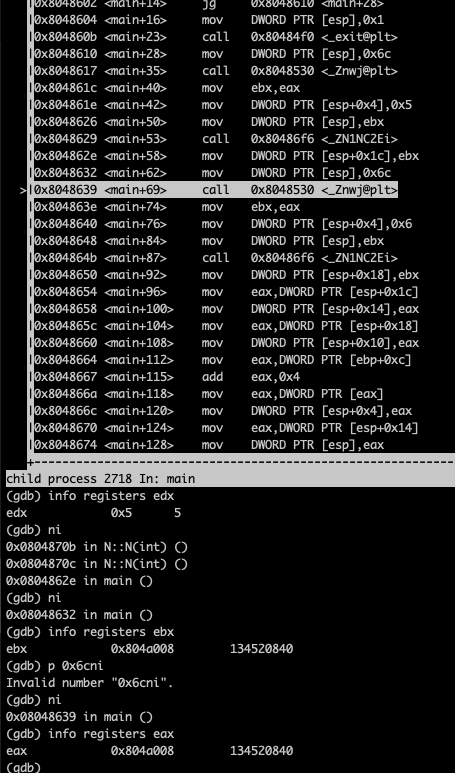 0x8048602 <main+14>      jg     0x8048610 <main+28>
0x8048604 <main+16>      mov    DWORD PTR [esp],0x1
0x804860b <main+23>      call   0x80484f0 <_exit@plt>
0x8048610 <main+28>      mov    DWORD PTR [esp],0x6c
0x8048617 <main+35>      call   0x8048530 <_Znwj@plt>
0x804861c <main+40>      mov    ebx,eax
0x804861e <main+42>      mov    DWORD PTR [esp+0x4],0x5
0x8048626 <main+50>      mov    DWORD PTR [esp],ebx
0x8048629 <main+53>      call   0x80486f6 <_ZN1NC2Ei>
0x804862e <main+58>      mov    DWORD PTR [esp+0x1c],ebx
0x8048632 <main+62>      mov    DWORD PTR [esp],0x6c
>|0x8048639 <main+69>      call   0x8048530 <_Znwj@plt>
0x804863e <main+74>      mov    ebx,eax
0x8048640 <main+76>      mov    DWORD PTR [esp+0x4],0x6
0x8048648 <main+84>      mov    DWORD PTR [esp],ebx
0x804864b <main+87>      call   0x80486f6 <_ZN1NC2Ei>
0x8048650 <main+92>      mov    DWORD PTR [esp+0x18],ebx
0x8048654 <main+96>      mov    eax,DWORD PTR [esp+0x1c]
0x8048658 <main+100>     mov    DWORD PTR [esp+0x14],eax
0x804865c <main+104>     mov    eax,DWORD PTR [esp+0x18]
0x8048660 <main+108>     mov    DWORD PTR [esp+0x10],eax
0x8048664 <main+112>     mov    eax,DWORD PTR [ebp+0xc]
0x8048667 <main+115>     add    eax,0x4
0x804866a <main+118>     mov    eax,DWORD PTR [eax]
0x804866c <main+120>     mov    DWORD PTR [esp+0x4],eax
0x8048670 <main+124>     mov    eax,DWORD PTR [esp+0x14]
0x8048674 <main+128>     mov    DWORD PTR [esp],eax
child process 2718 In: main
(gdb) info registers edx
edx            0x5      5
(gdb) ni
0x0804870b in N::N(int) ()
0x0804870c in N::N(int) ()
0x0804862e in main ()
(gdb) ni
0x08048632 in main ()
(gdb) info registers ebx
ebx            0x804a008        134520840
(gdb) p 0x6cni
Invalid number "0x6cni".
(gdb) ni
0x08048639 in main ()
(gdb) info registers eax
eax            0x804a008        134520840
(gdb)